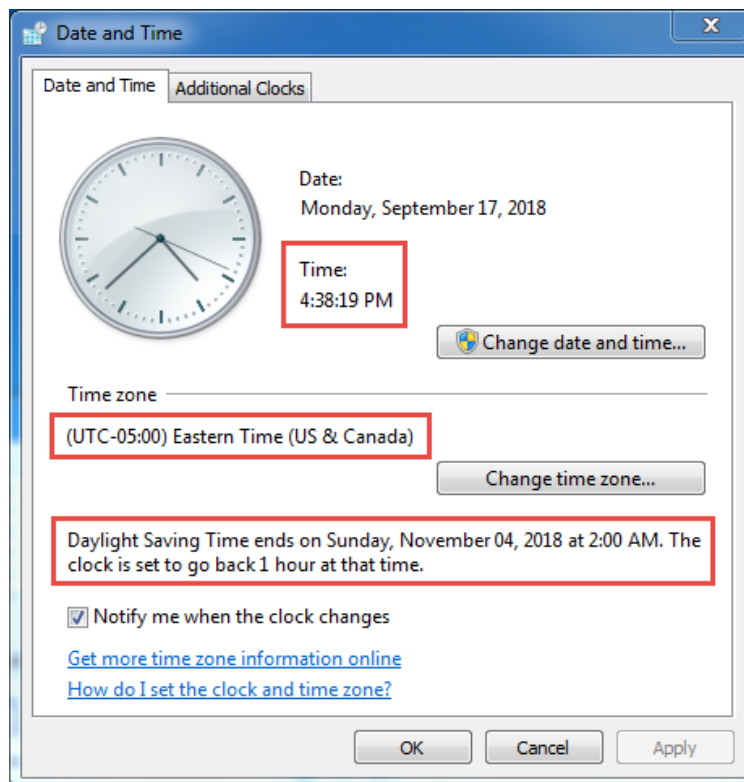 Date and Time
Date and Time
Additional Clocks
Date:
Monday, September 17, 2018
Time:
4:38:19 PM
Change date and time...
Time zone
(UTC-05:00) Eastern Time (US & Canada)
Change time zone...
Daylight Saving Time ends on Sunday, November 04, 2018 at 2:00 AM. The
clock is set to go back 1 hour at that time.
Notify me when the clock changes
Get more time zone information online
How do I set the clock and time zone?
OK
Cancel
Apply